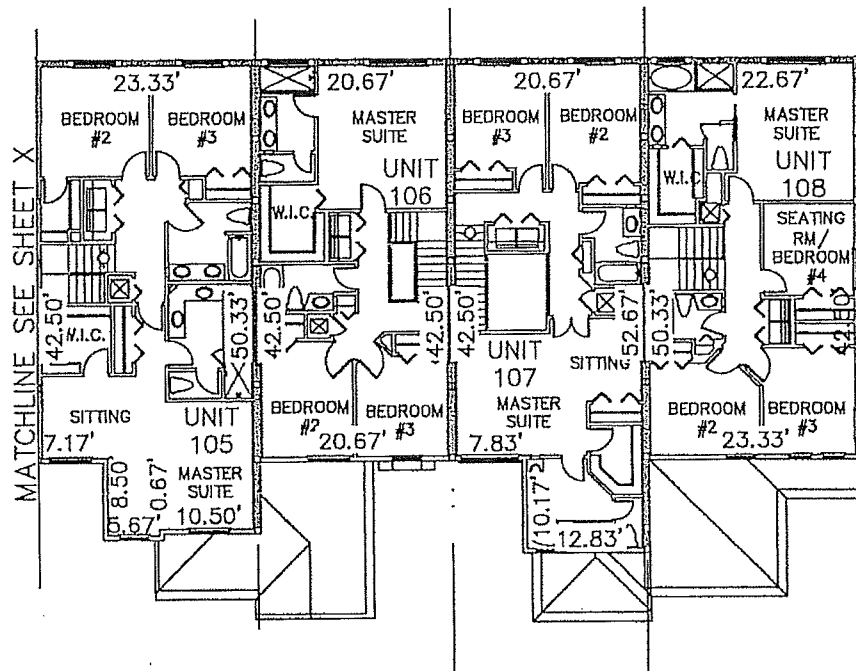 MATCHLINE SEE SHEET X
23.33'
BEDROOM
#2
BEDROOM
#3
W.I.C.
42.50'
50.33'
SITTING
UNIT
105
7.17'
8.50
0.67'
MASTER
SUITE
10.50'
20.67'
MASTER
SUITE
UNIT
106
W.I.C.
42.50'
42.50'
BEDROOM
#2
BEDROOM
#3
20.67'
20.67'
BEDROOM
#3
BEDROOM
#2
42.50'
52.67'
UNIT
107
SITTING
MASTER
SUITE
7.83'
10.17'
12.83'
22.67'
MASTER
SUITE
UNIT
108
W.I.C.
SEATING
RM/
BEDROOM
#4
50.33'
BEDROOM
#2
BEDROOM
#3
23.33'